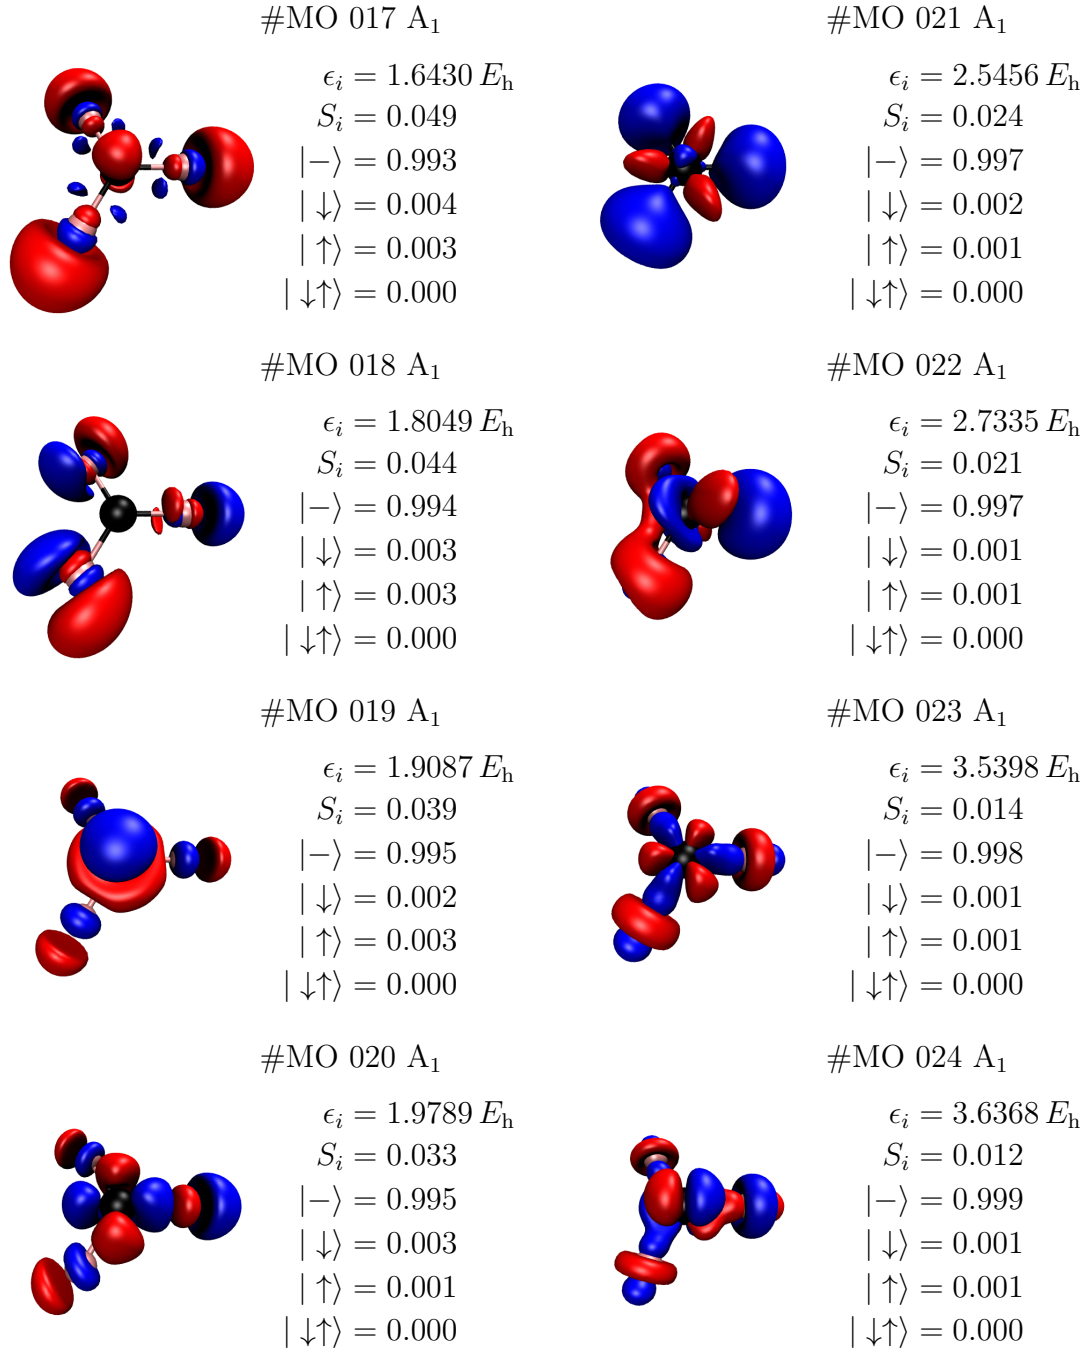 #MO 017 A₁
ϵᵢ = 1.6430 Eₕ
Sᵢ = 0.049
|−⟩ = 0.993
| ↓⟩ = 0.004
| ↑⟩ = 0.003
| ↓↑⟩ = 0.000
#MO 018 A₁
ϵᵢ = 1.8049 Eₕ
Sᵢ = 0.044
|−⟩ = 0.994
| ↓⟩ = 0.003
| ↑⟩ = 0.003
| ↓↑⟩ = 0.000
#MO 019 A₁
ϵᵢ = 1.9087 Eₕ
Sᵢ = 0.039
|−⟩ = 0.995
| ↓⟩ = 0.002
| ↑⟩ = 0.003
| ↓↑⟩ = 0.000
#MO 020 A₁
ϵᵢ = 1.9789 Eₕ
Sᵢ = 0.033
|−⟩ = 0.995
| ↓⟩ = 0.003
| ↑⟩ = 0.001
| ↓↑⟩ = 0.000
#MO 021 A₁
ϵᵢ = 2.5456 Eₕ
Sᵢ = 0.024
|−⟩ = 0.997
| ↓⟩ = 0.002
| ↑⟩ = 0.001
| ↓↑⟩ = 0.000
#MO 022 A₁
ϵᵢ = 2.7335 Eₕ
Sᵢ = 0.021
|−⟩ = 0.997
| ↓⟩ = 0.001
| ↑⟩ = 0.001
| ↓↑⟩ = 0.000
#MO 023 A₁
ϵᵢ = 3.5398 Eₕ
Sᵢ = 0.014
|−⟩ = 0.998
| ↓⟩ = 0.001
| ↑⟩ = 0.001
| ↓↑⟩ = 0.000
#MO 024 A₁
ϵᵢ = 3.6368 Eₕ
Sᵢ = 0.012
|−⟩ = 0.999
| ↓⟩ = 0.001
| ↑⟩ = 0.001
| ↓↑⟩ = 0.000